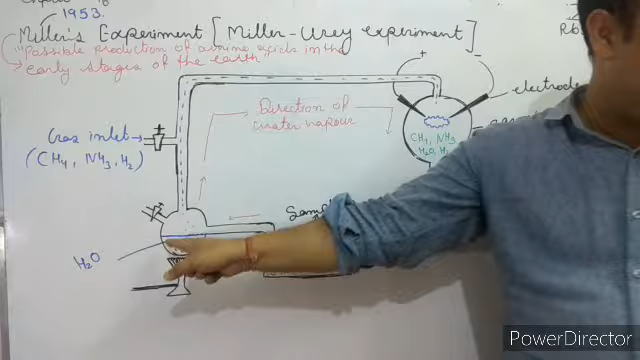 1953.
Miller's Experiment [Miller-Urey experiment]
"Possible production of amino acids in the
early stages of the earth"
+ -
electrode
Direction of
water vapour
Gas inlet
(CH4, NH3, H2)
CH4, NH3
H2O, H2
H2O
PowerDirector